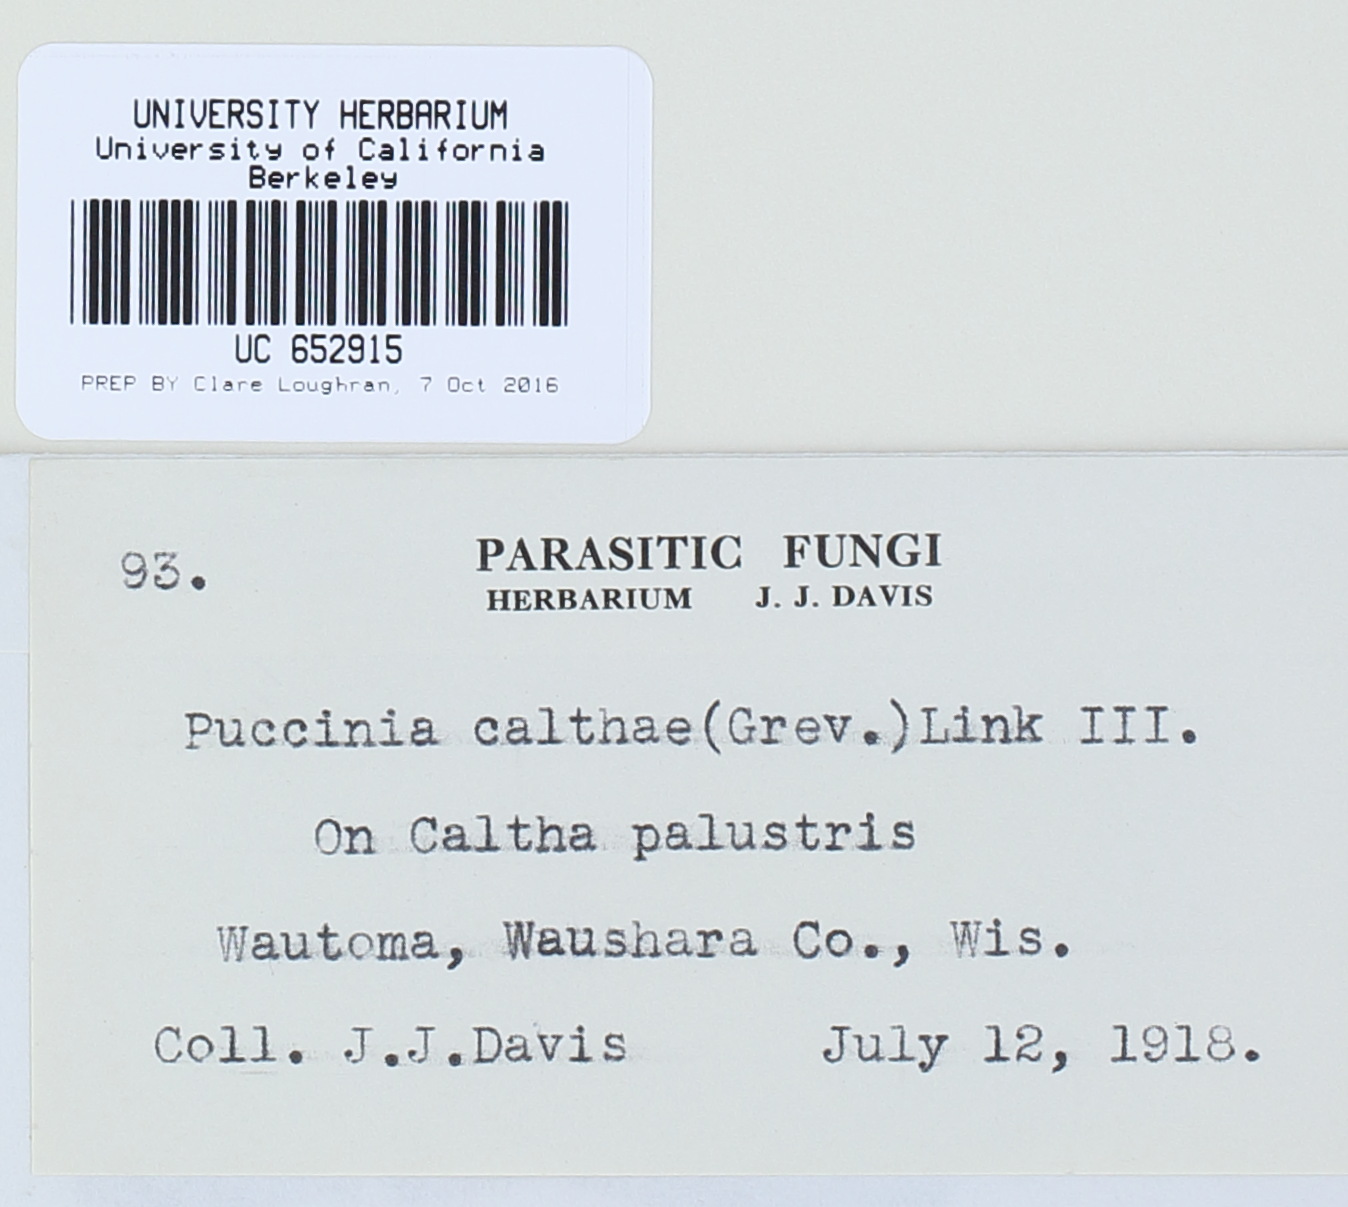 UNIVERSITY HERBARIUM
University of California
Berkeley
UC 652915
PREP BY Clare Loughran, 7 Oct 2016
93.
PARASITIC FUNGI
HERBARIUM J. J. DAVIS
Puccinia calthae(Grev.)Link III.
On Caltha palustris
Wautoma, Waushara Co., Wis.
Coll. J.J.Davis July 12, 1918.